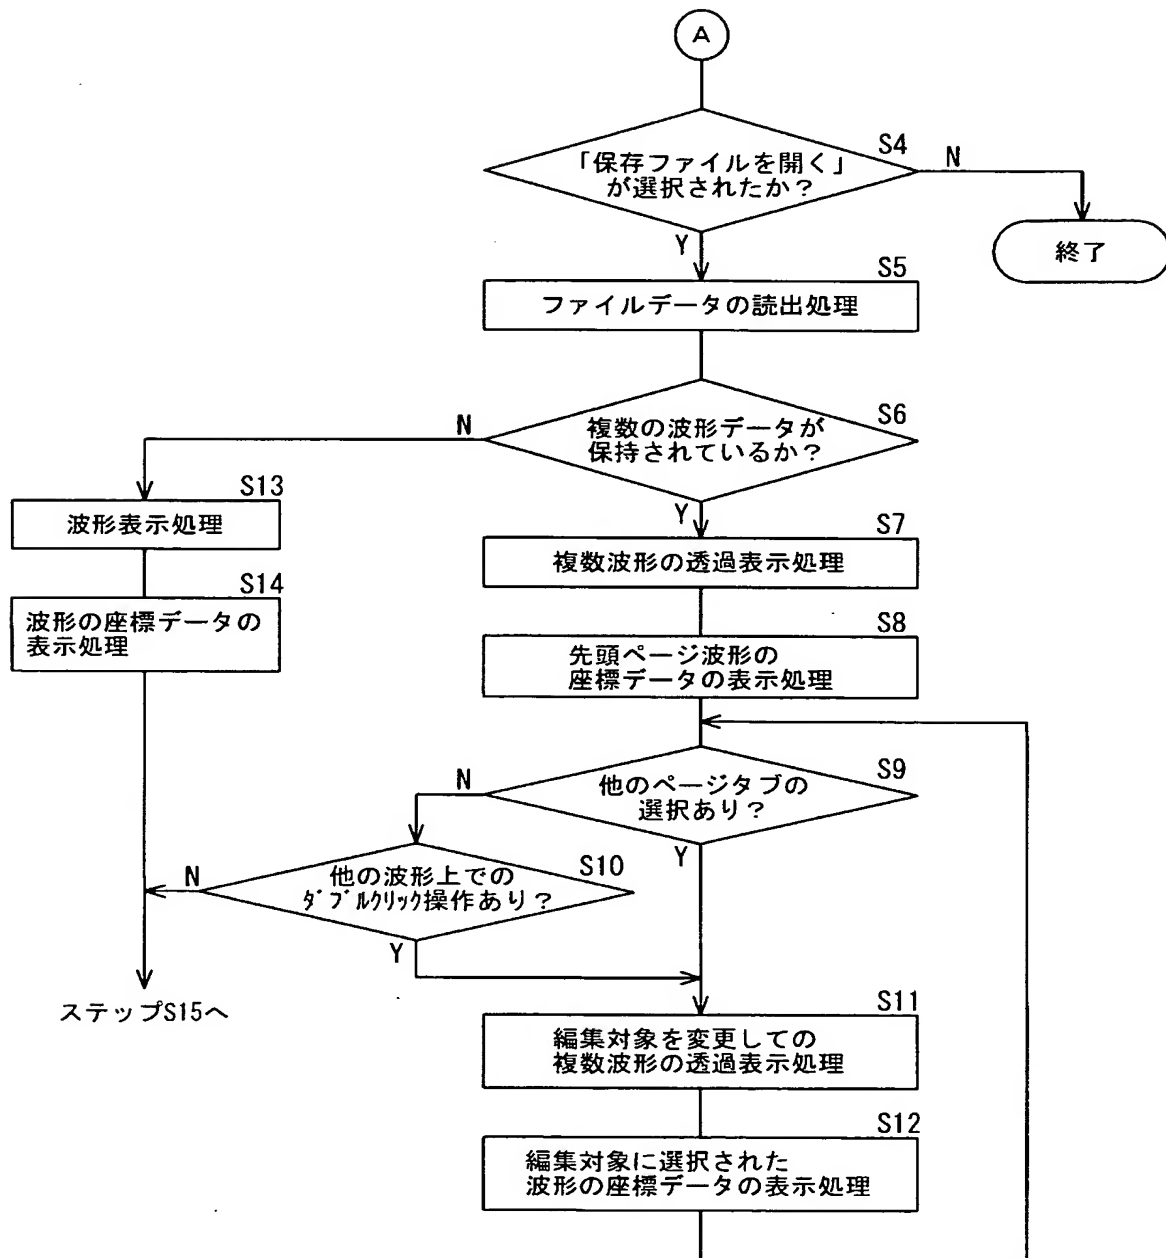 A
S4
「保存ファイルを開く」
が選択されたか？
N
Y
終了
S5
ファイルデータの読出処理
S6
複数の波形データが
保持されているか？
N
Y
S13
波形表示処理
S7
複数波形の透過表示処理
S14
波形の座標データの
表示処理
S8
先頭ページ波形の
座標データの表示処理
S9
他のページタブの
選択あり？
N
Y
S10
他の波形上での
ﾀﾞﾌﾞﾙｸﾘｯｸ操作あり？
N
Y
ステップS15へ
S11
編集対象を変更しての
複数波形の透過表示処理
S12
編集対象に選択された
波形の座標データの表示処理